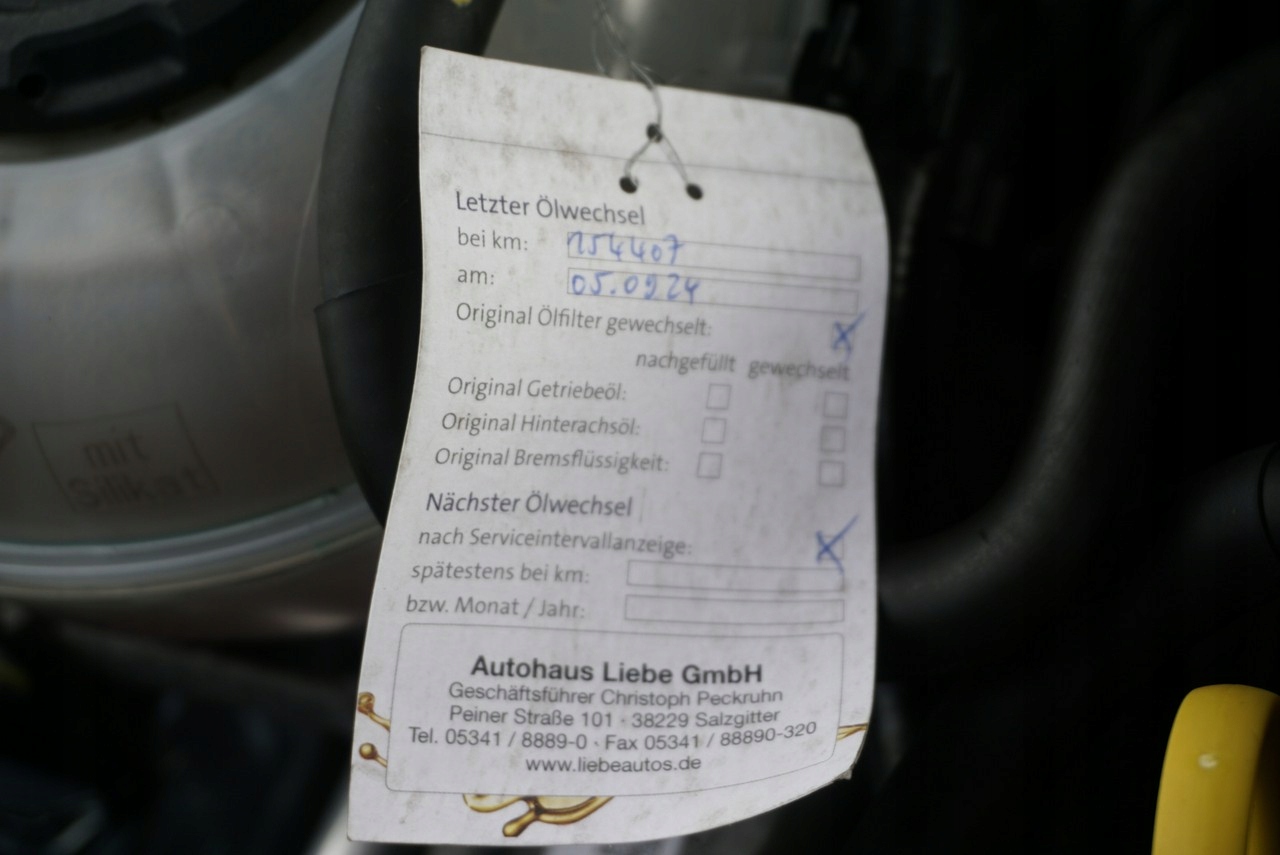 Letzter Ölwechsel
bei km: 154407
am: 05.09.24
Original Ölfilter gewechselt: X
nachgefüllt gewechselt
Original Getriebeöl:
Original Hinterachsöl:
Original Bremsflüssigkeit:
Nächster Ölwechsel
nach Serviceintervallanzeige: X
spätestens bei km:
bzw. Monat / Jahr:
Autohaus Liebe GmbH
Geschäftsführer Christoph Peckruhn
Peiner Straße 101 · 38229 Salzgitter
Tel. 05341 / 8889-0 · Fax 05341 / 88890-320
www.liebeautos.de
mit
Silikat